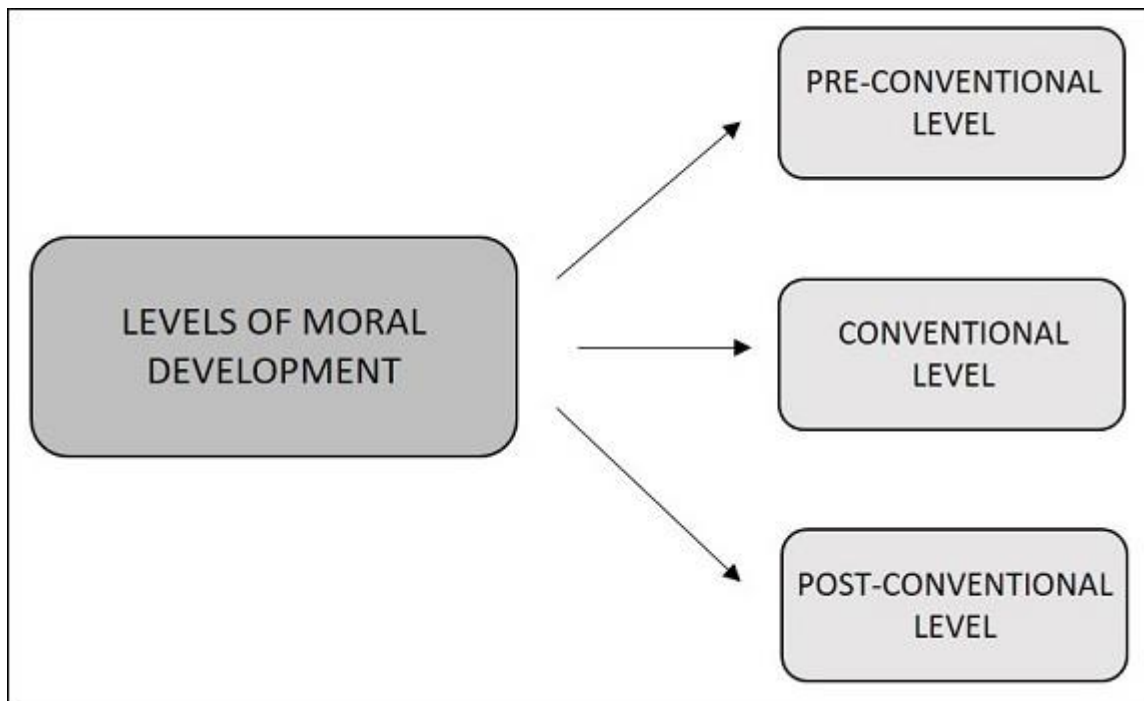 LEVELS OF MORAL
DEVELOPMENT
PRE-CONVENTIONAL
LEVEL
CONVENTIONAL
LEVEL
POST-CONVENTIONAL
LEVEL